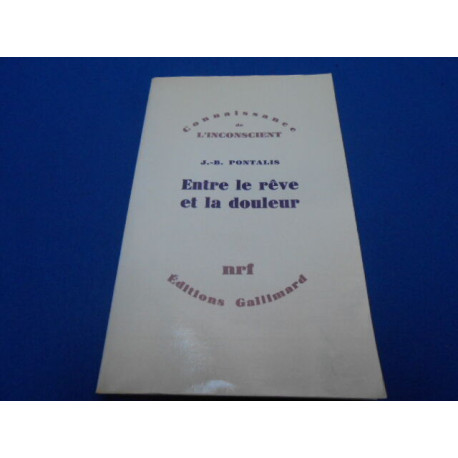 Connaissance
de
L'INCONSCIENT
J.-B. PONTALIS
Entre le rêve
et la douleur
nrf
Éditions Gallimard